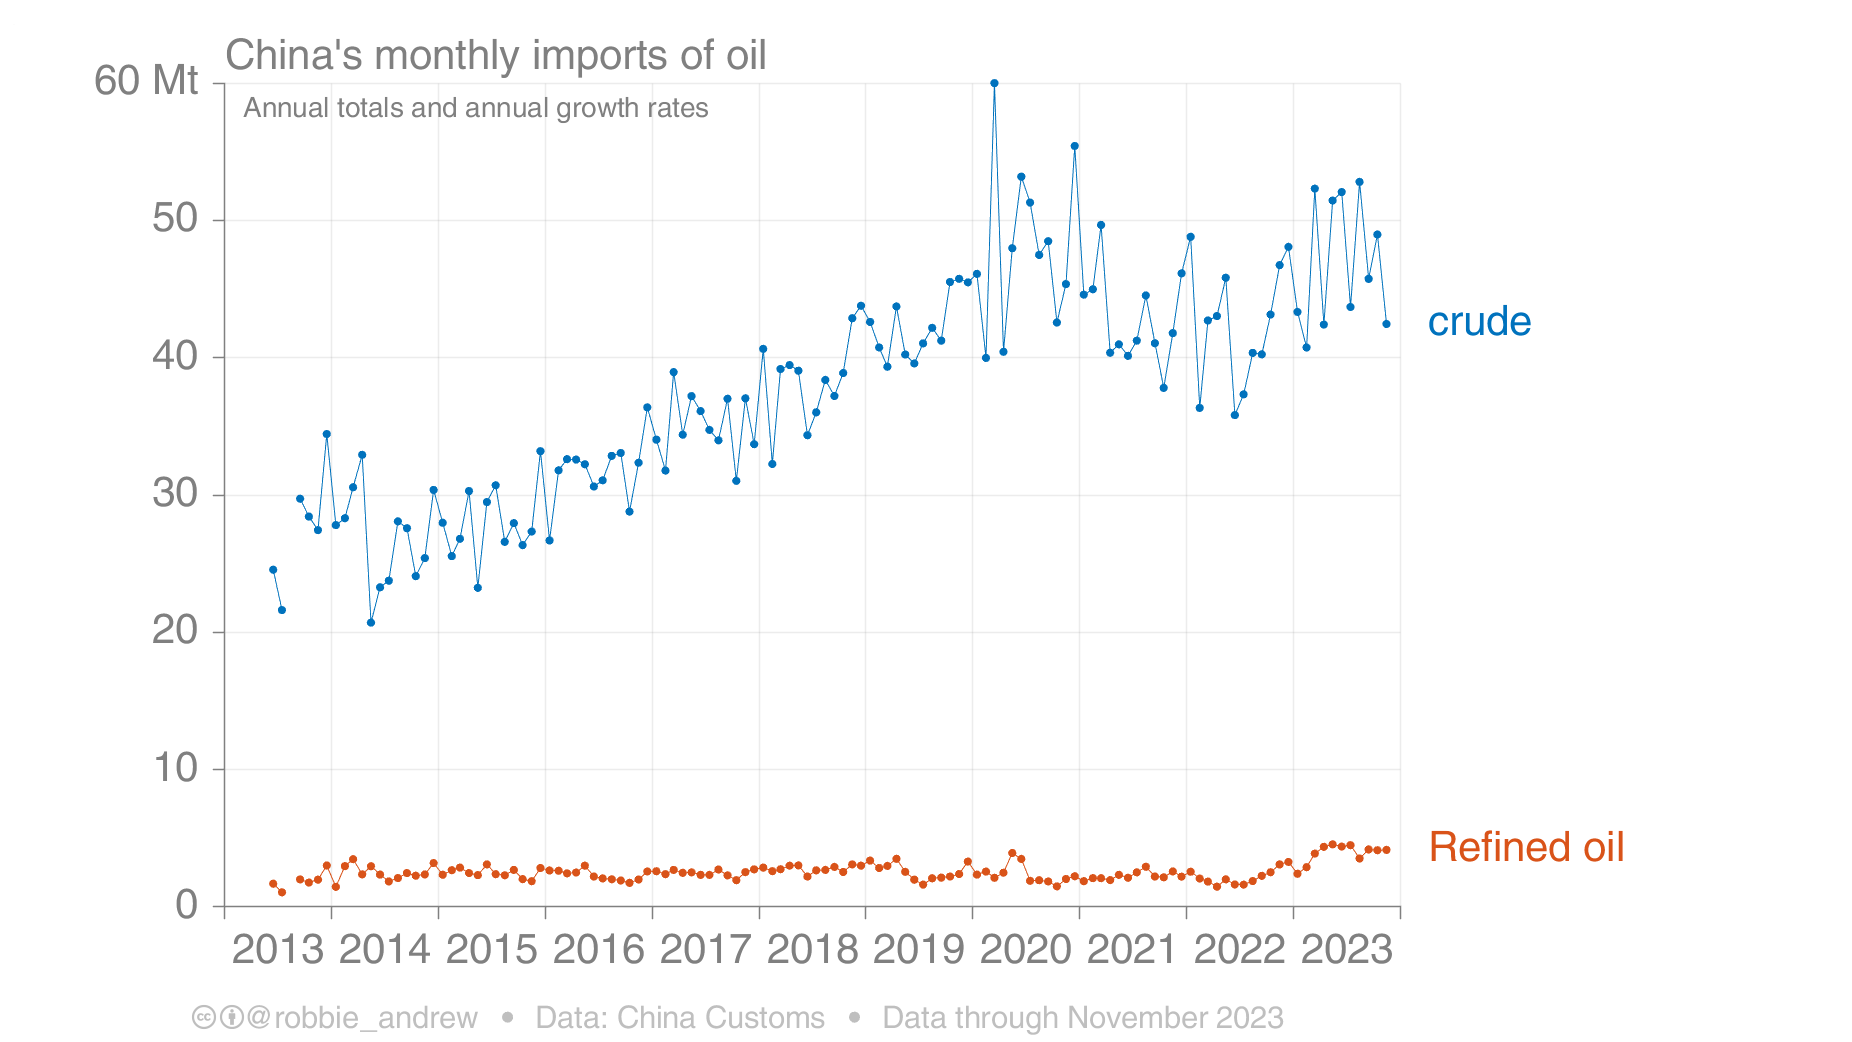 China's monthly imports of oil
Annual totals and annual growth rates
60 Mt
50
40
30
20
10
0
crude
Refined oil
2013 2014 2015 2016 2017 2018 2019 2020 2021 2022 2023
cc @robbie_andrew • Data: China Customs • Data through November 2023